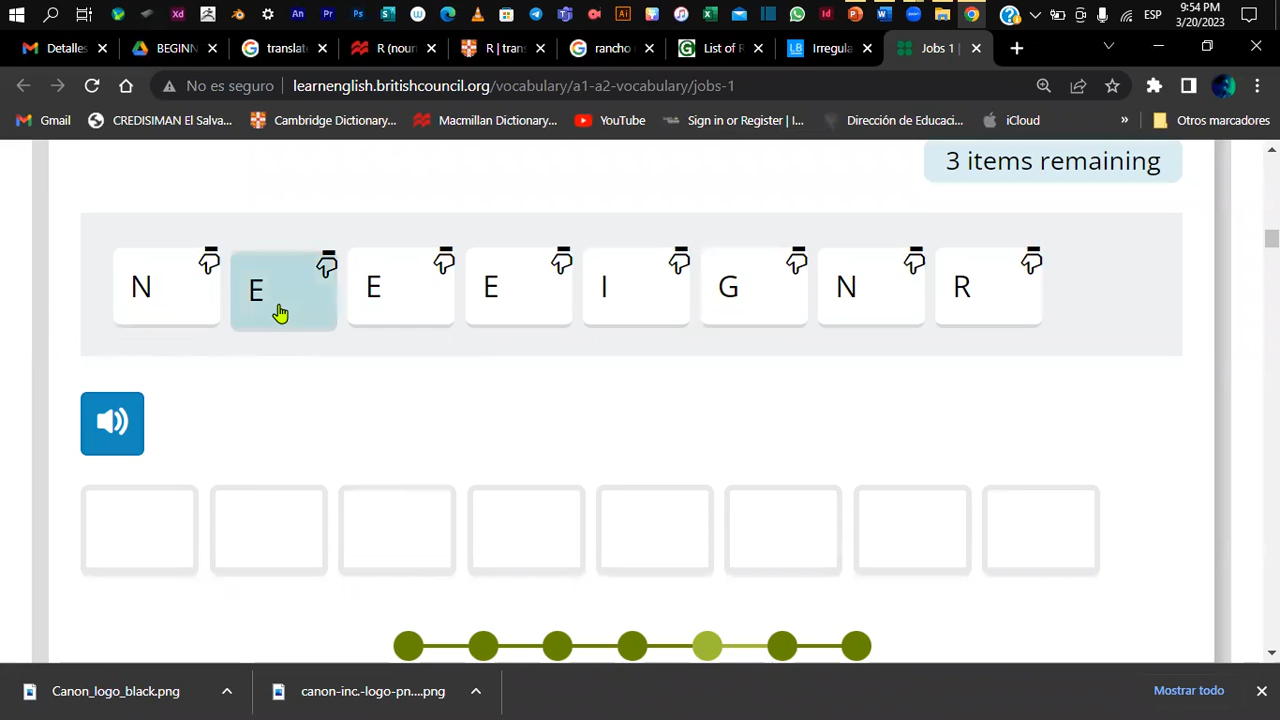 ESP
9:54 PM
3/20/2023
Detalles
BEGINN
translate
R (nour
R | tran
rancho
List of R
Irregula
Jobs 1 |
No es seguro
learnenglish.britishcouncil.org/vocabulary/a1-a2-vocabulary/jobs-1
Gmail
CREDISIMAN El Salva...
Cambridge Dictionary...
Macmillan Dictionary...
YouTube
Sign in or Register | I...
Dirección de Educaci...
iCloud
»
Otros marcadores
3 items remaining
N E E E I G N R
Canon_logo_black.png
canon-inc.-logo-pn....png
Mostrar todo